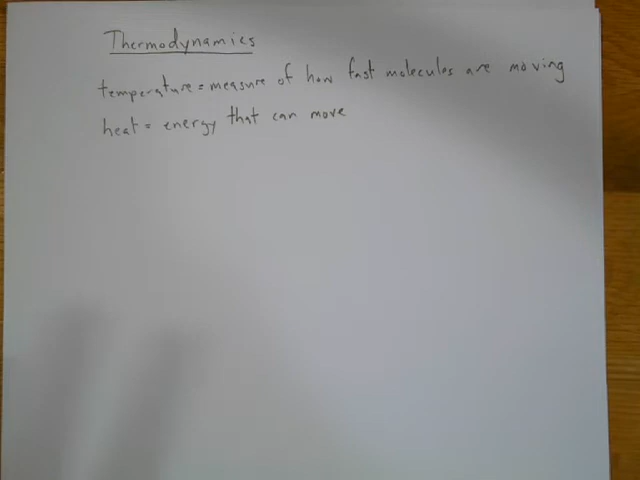 Thermodynamics
temperature = measure of how fast molecules are moving
heat = energy that can move